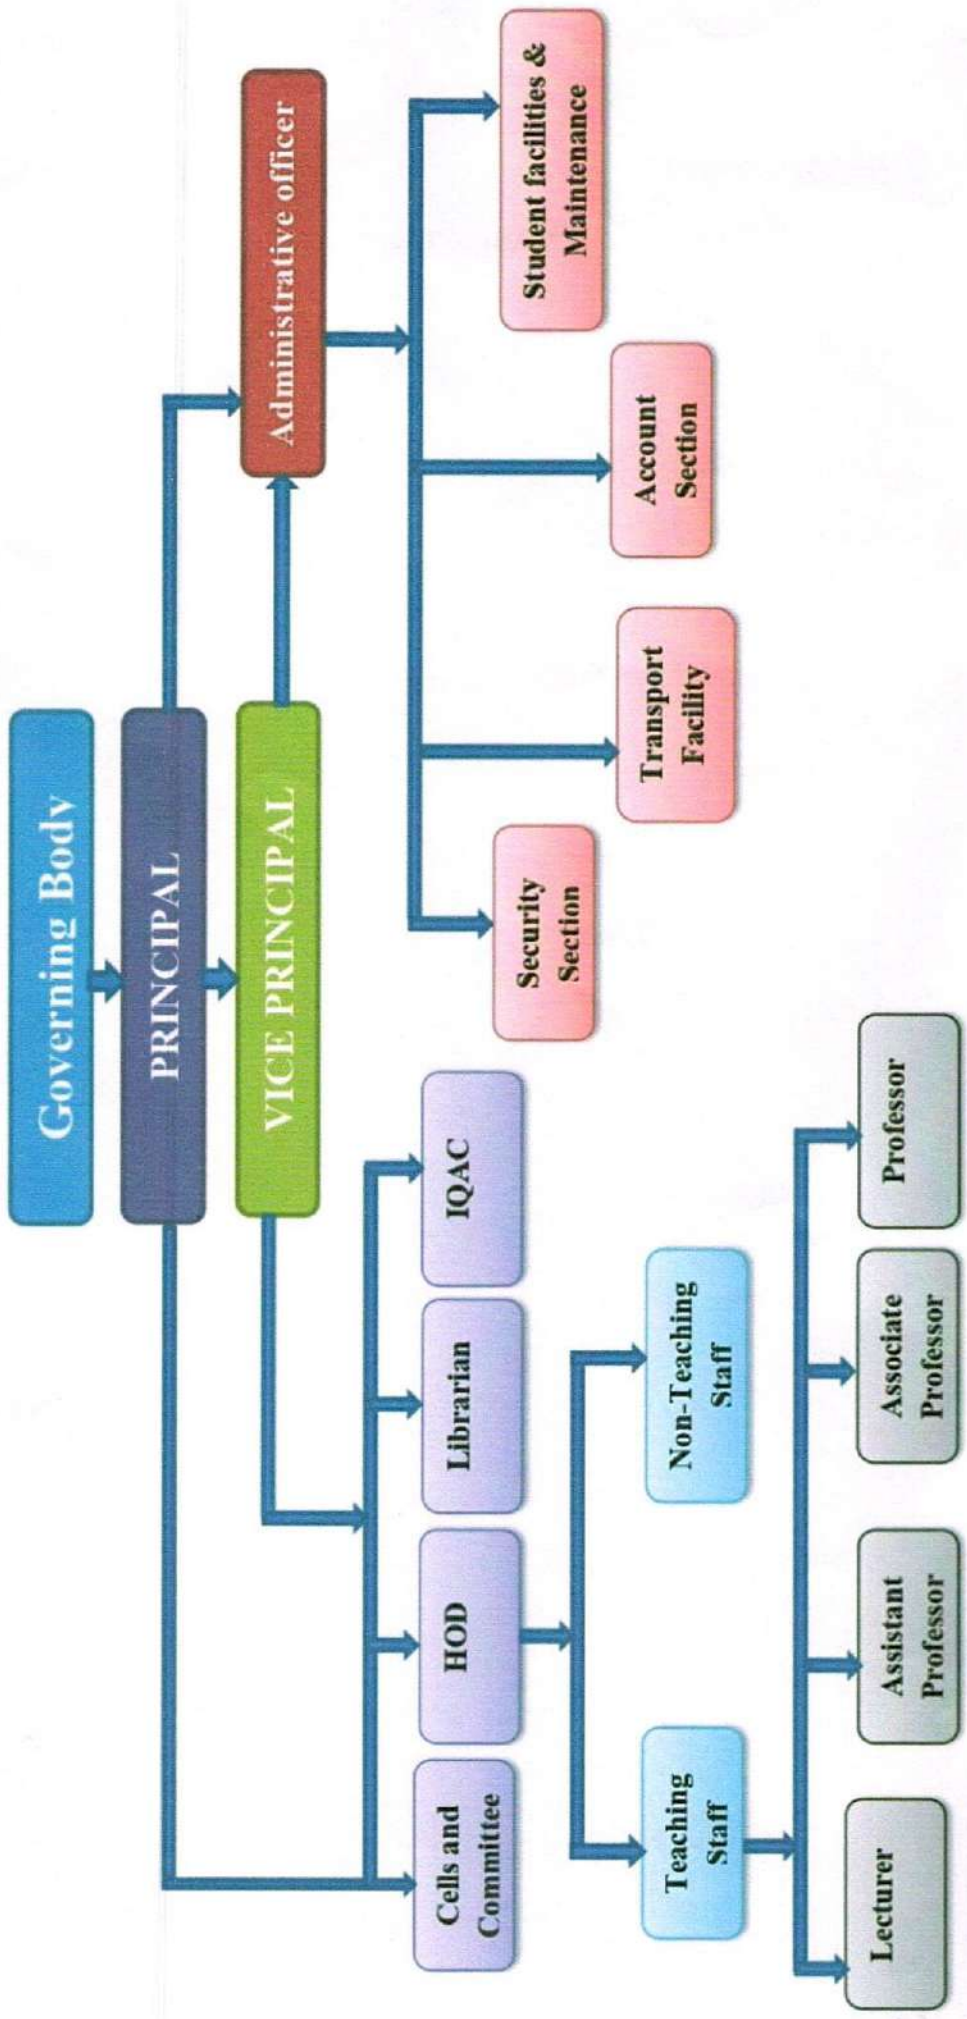 Governing Body
PRINCIPAL
VICE PRINCIPAL
Administrative officer
Cells and
Committee
HOD
Librarian
IQAC
Security
Section
Transport
Facility
Account
Section
Student facilities &
Maintenance
Teaching
Staff
Non-Teaching
Staff
Lecturer
Assistant
Professor
Associate
Professor
Professor